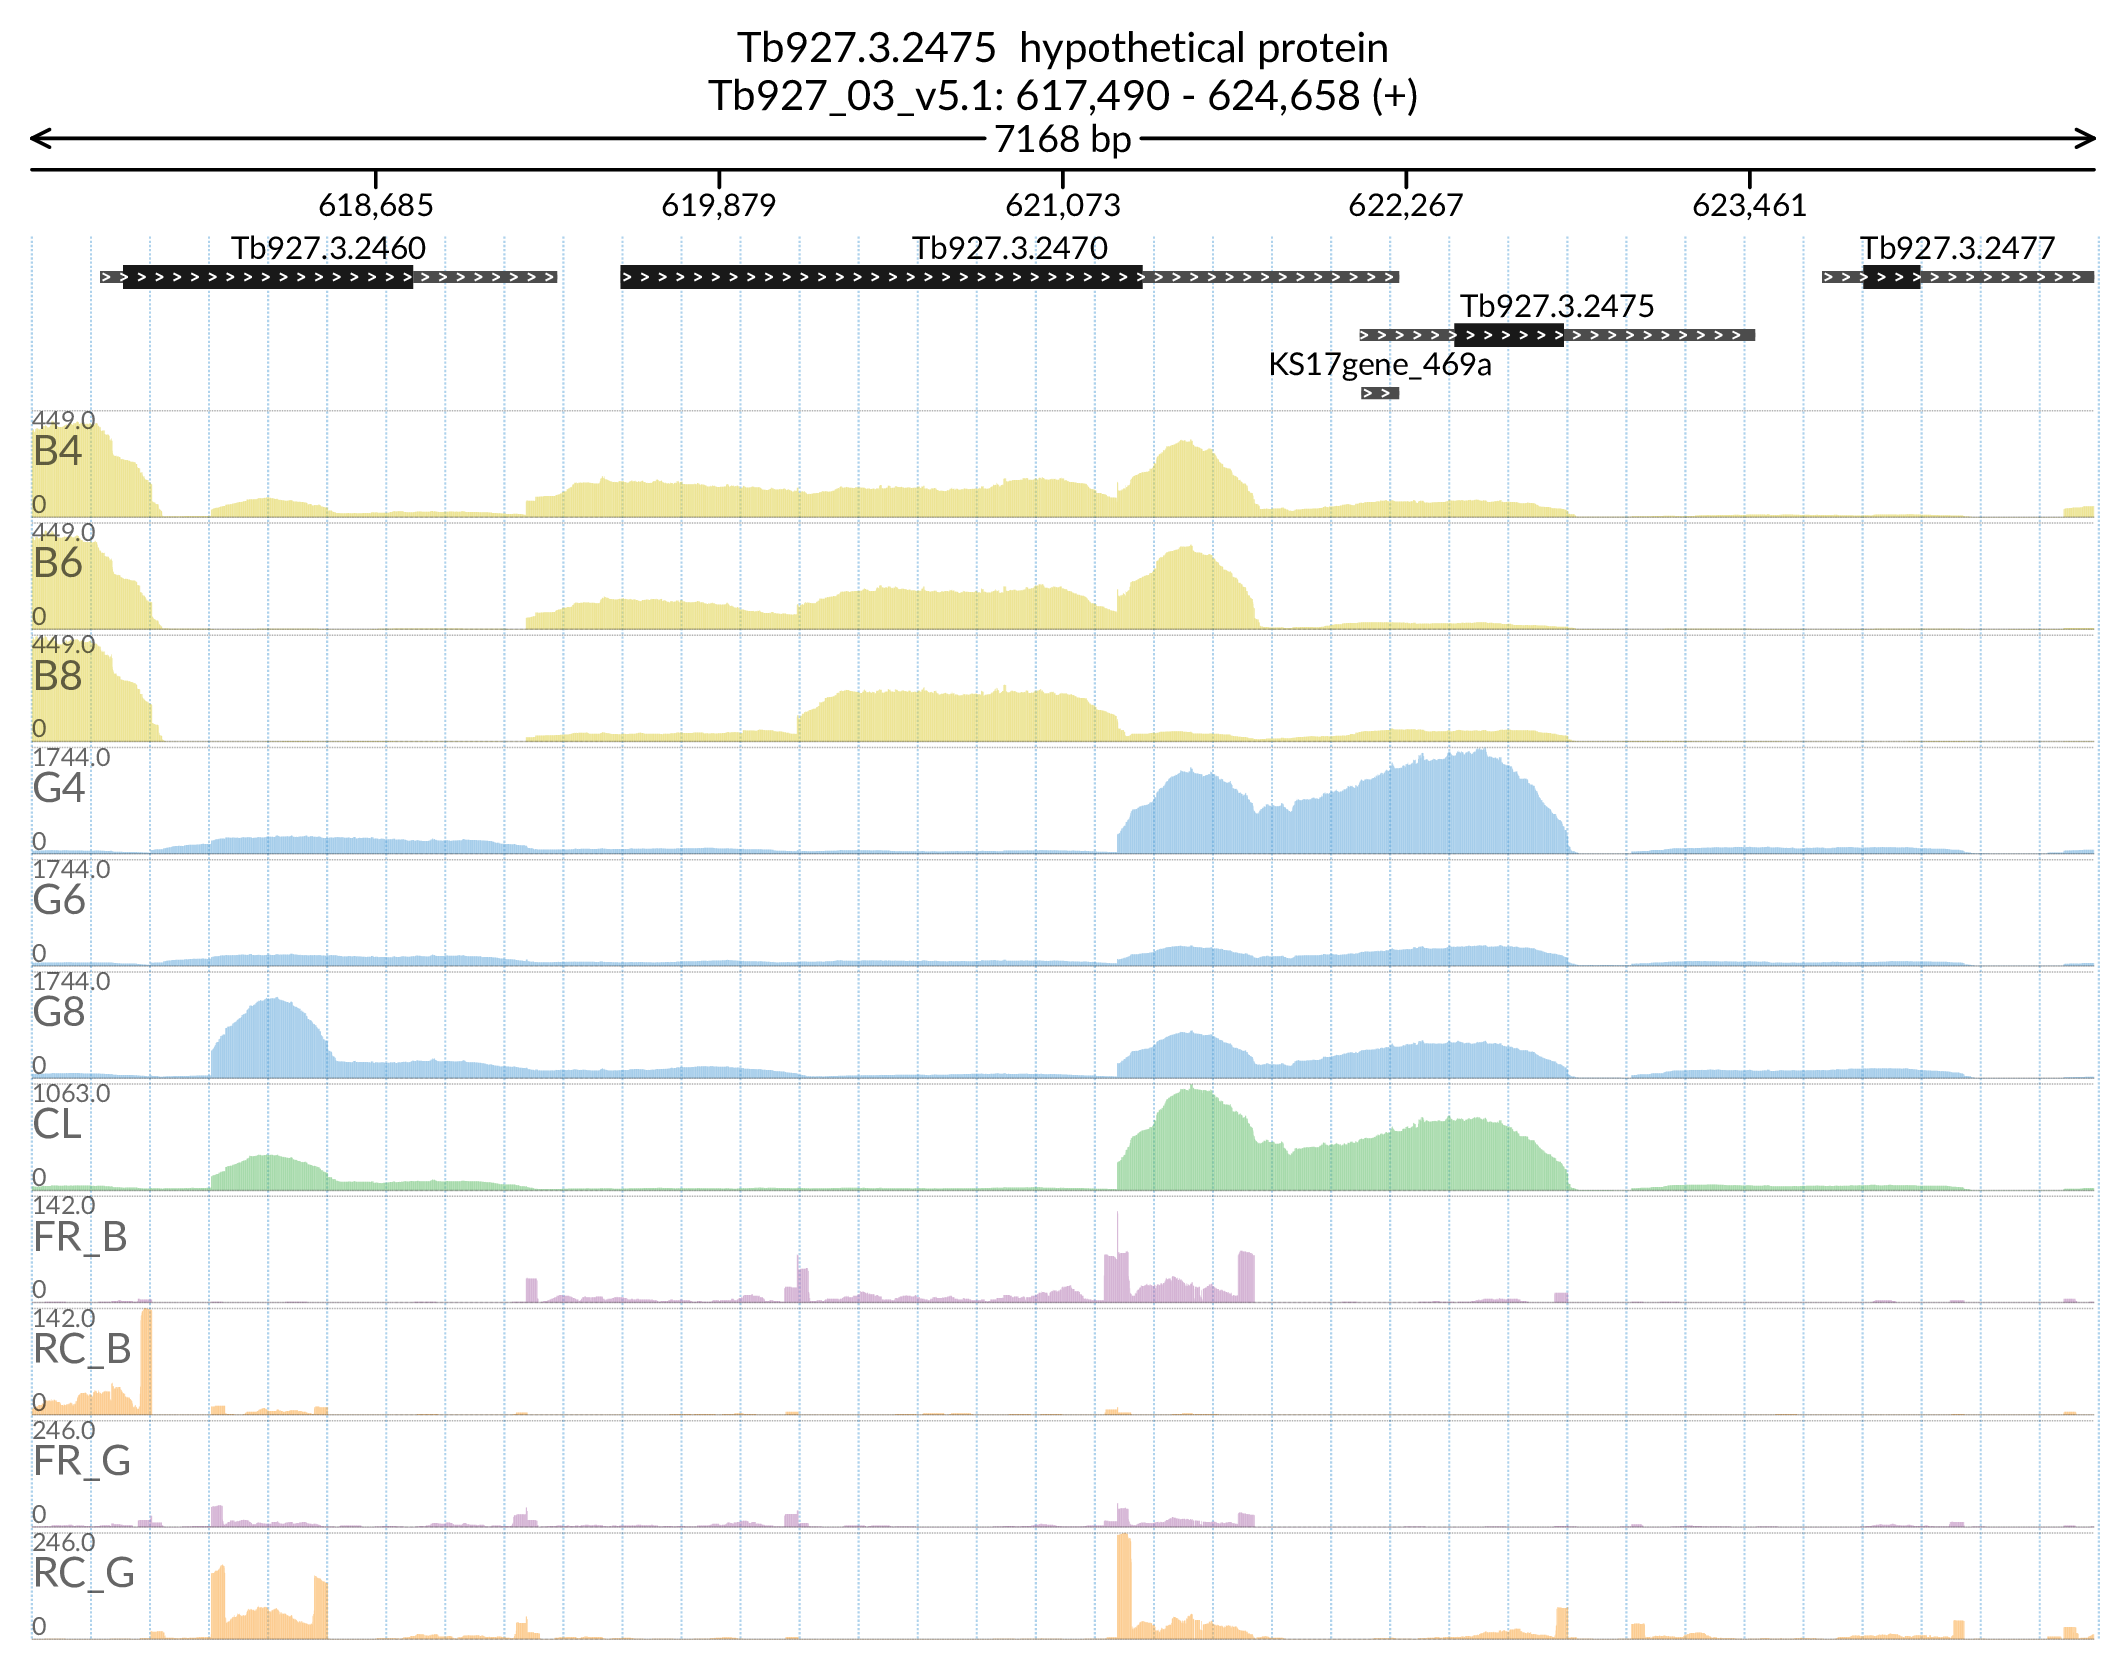 Tb927.3.2475  hypothetical protein
Tb927_03_v5.1: 617,490 - 624,658 (+)
7168 bp
618,685 619,879 621,073 622,267 623,461
Tb927.3.2460 Tb927.3.2470 Tb927.3.2477
Tb927.3.2475
KS17gene_469a
449.0
B4
0
449.0
B6
0
449.0
B8
0
1744.0
G4
0
1744.0
G6
0
1744.0
G8
0
1063.0
CL
0
142.0
FR_B
0
142.0
RC_B
0
246.0
FR_G
0
246.0
RC_G
0